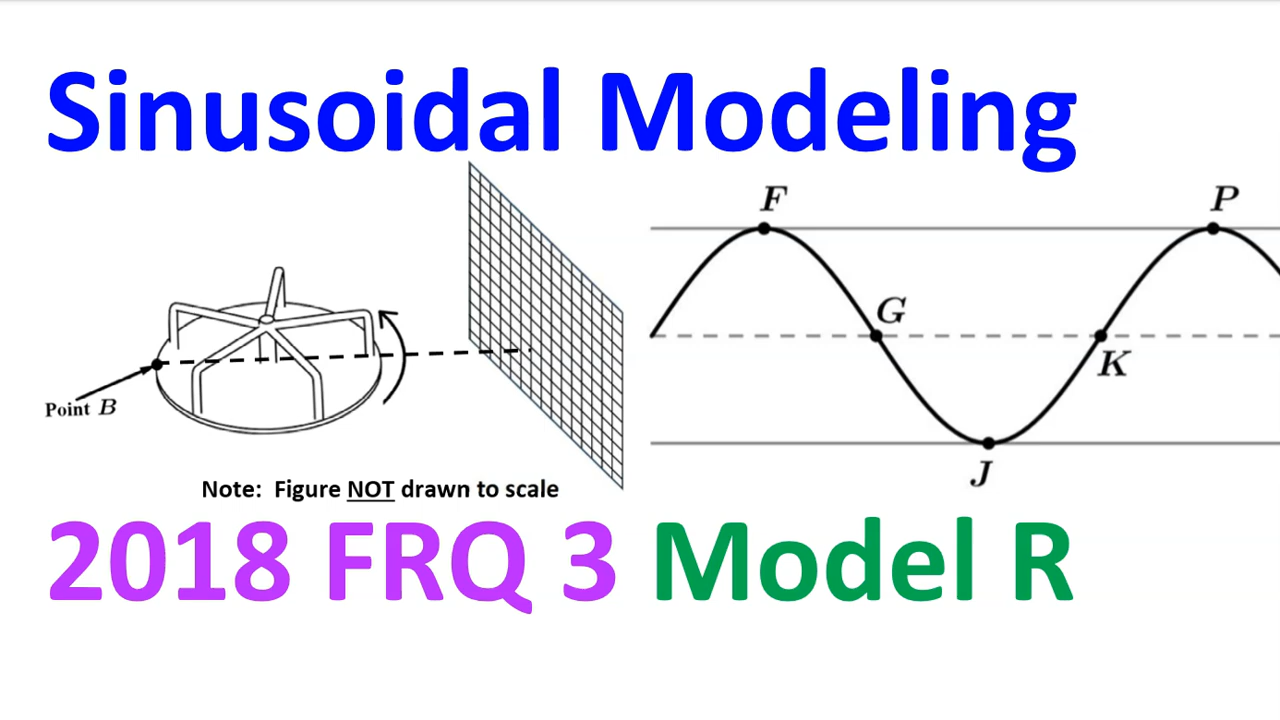 Sinusoidal Modeling
Point B
Note: Figure NOT drawn to scale
F
P
G
K
J
2018 FRQ 3 Model R